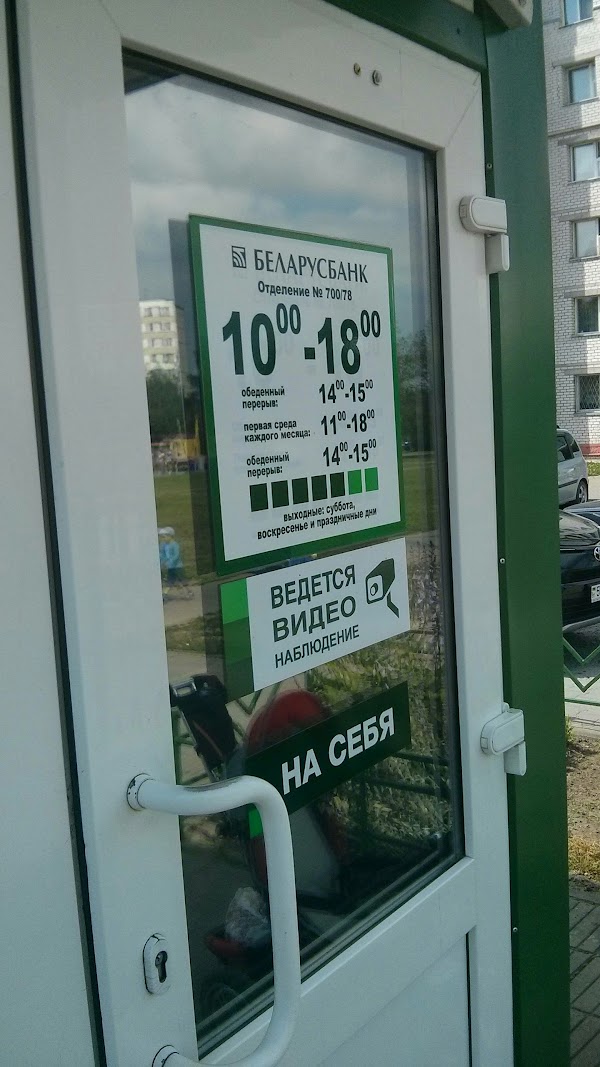 БЕЛАРУСБАНК
Отделение № 700/78
10⁰⁰-18⁰⁰
обеденный перерыв: 14⁰⁰-15⁰⁰
первая среда каждого месяца: 11⁰⁰-18⁰⁰
обеденный перерыв: 14⁰⁰-15⁰⁰
выходные: суббота,
воскресенье и праздничные дни
ВЕДЕТСЯ
ВИДЕО
НАБЛЮДЕНИЕ
НА СЕБЯ